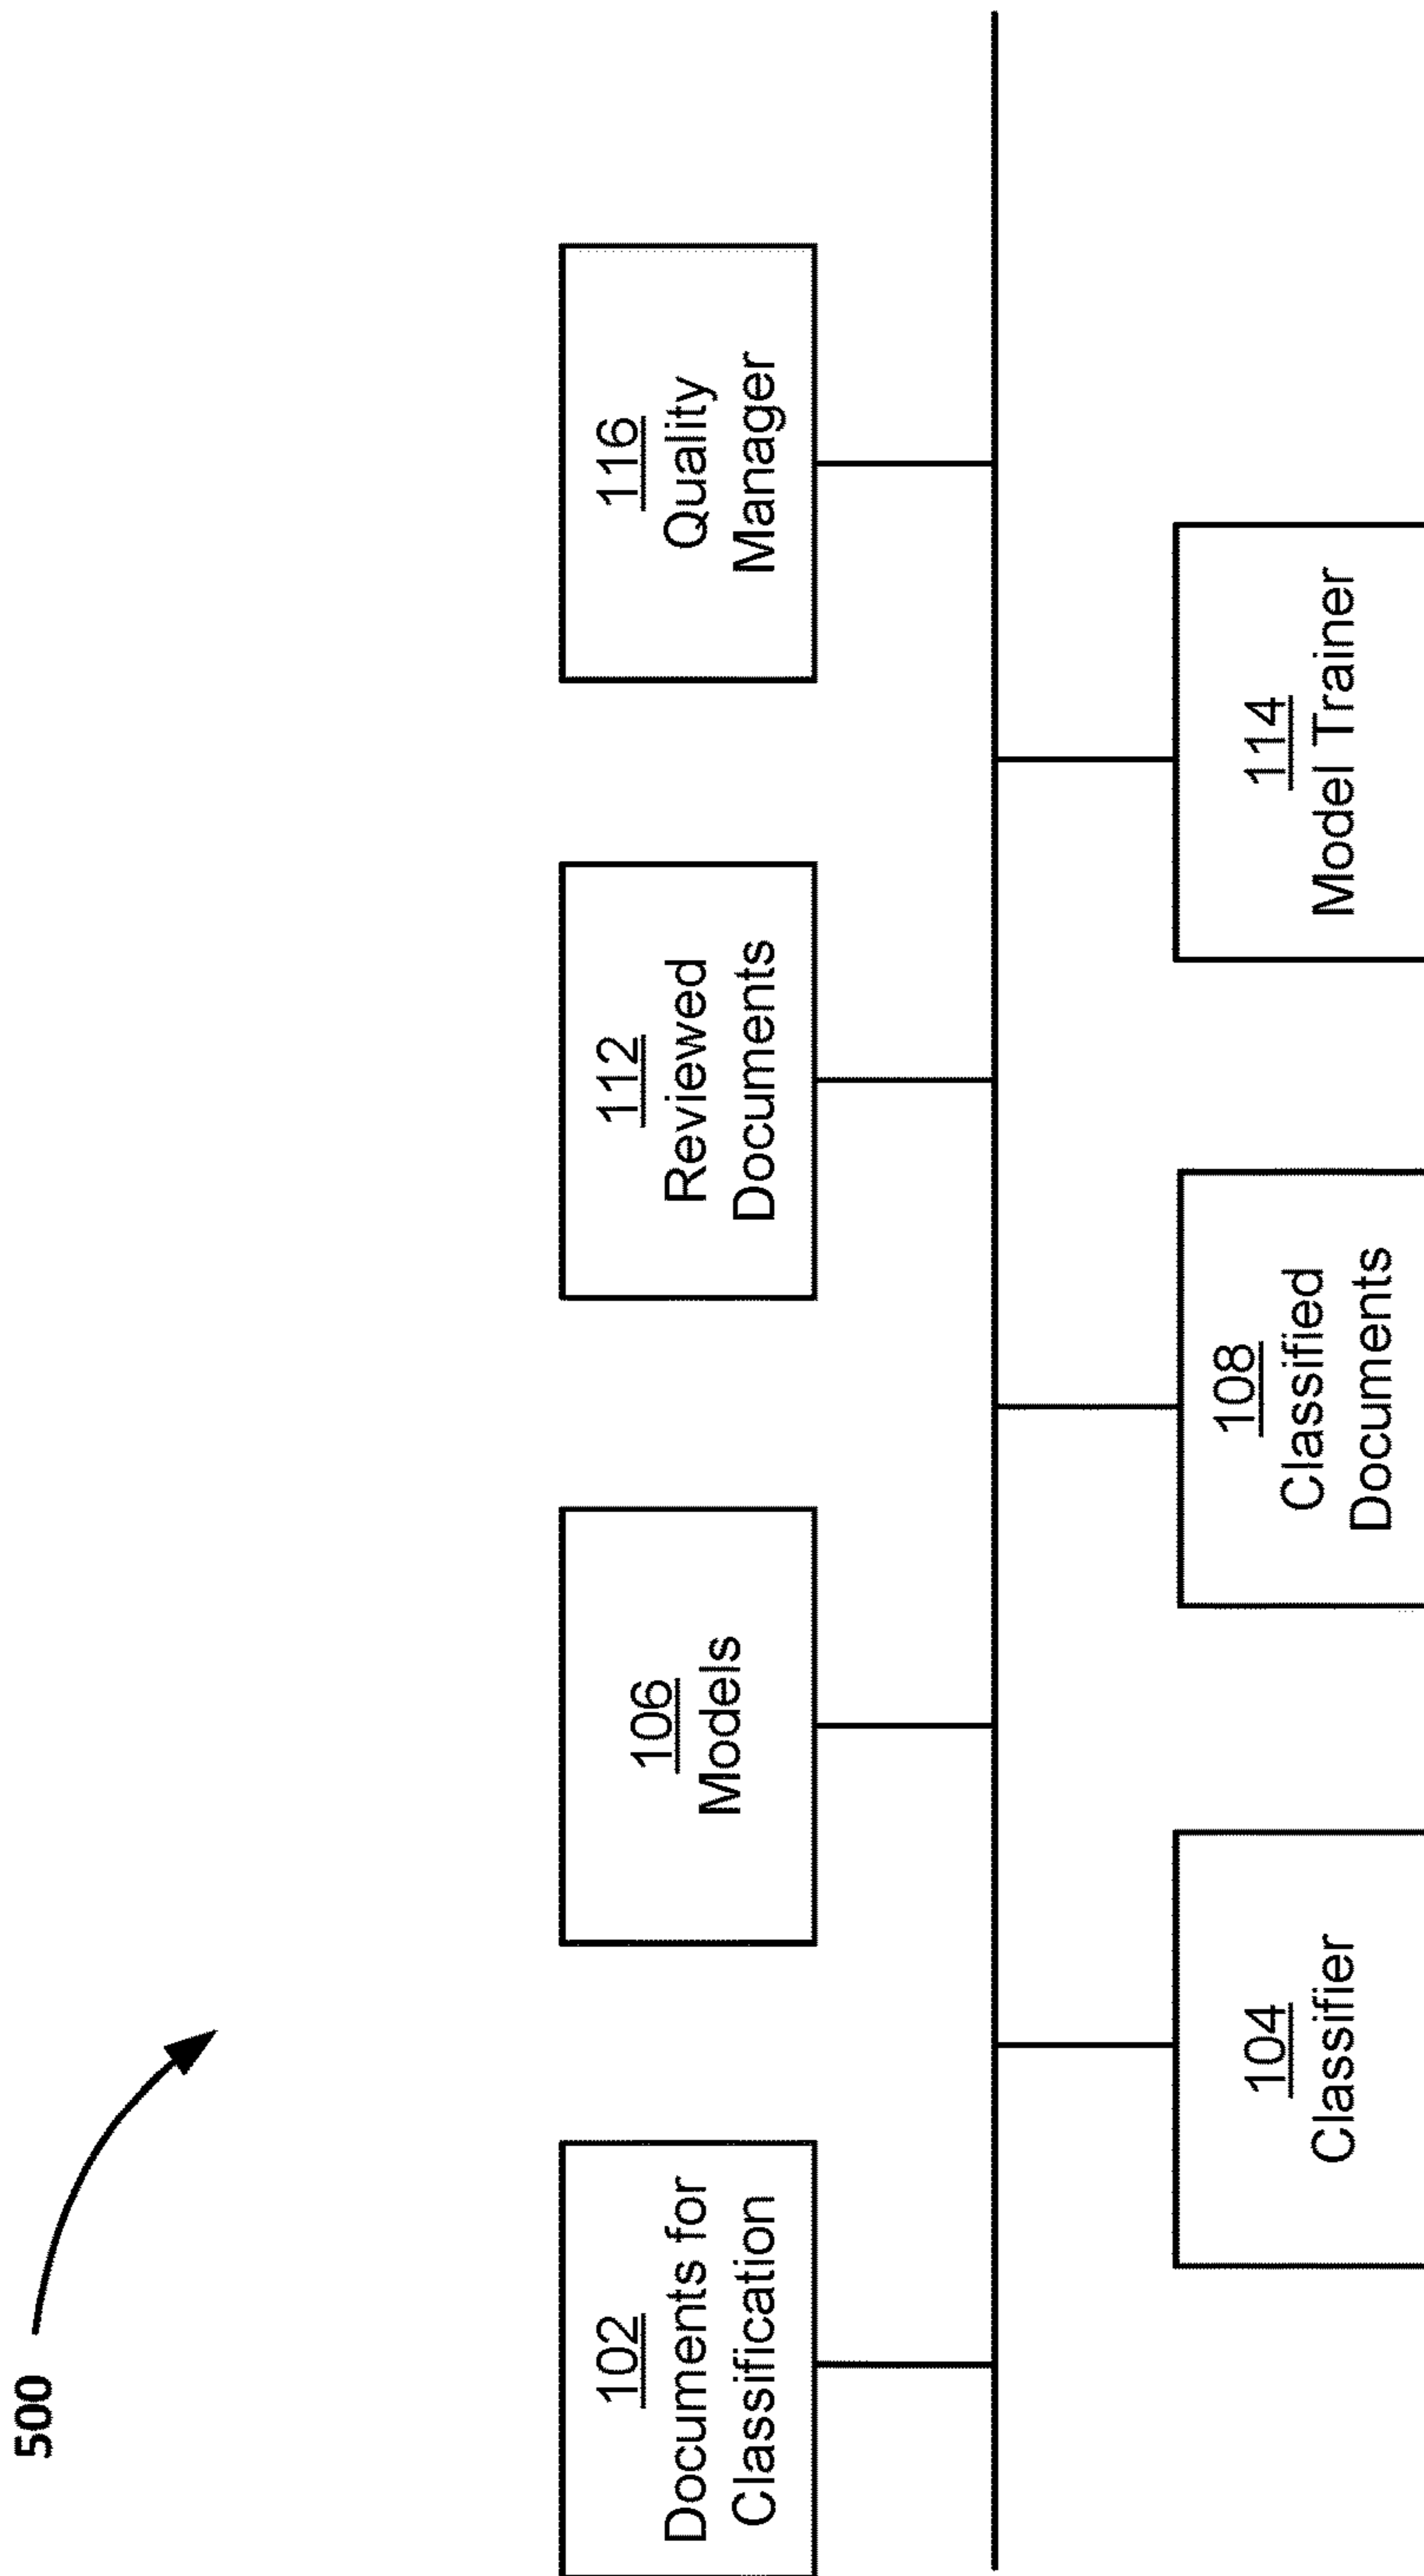 500
102
Documents for
Classification
106
Models
112
Reviewed
Documents
116
Quality
Manager
104
Classifier
108
Classified
Documents
114
Model Trainer